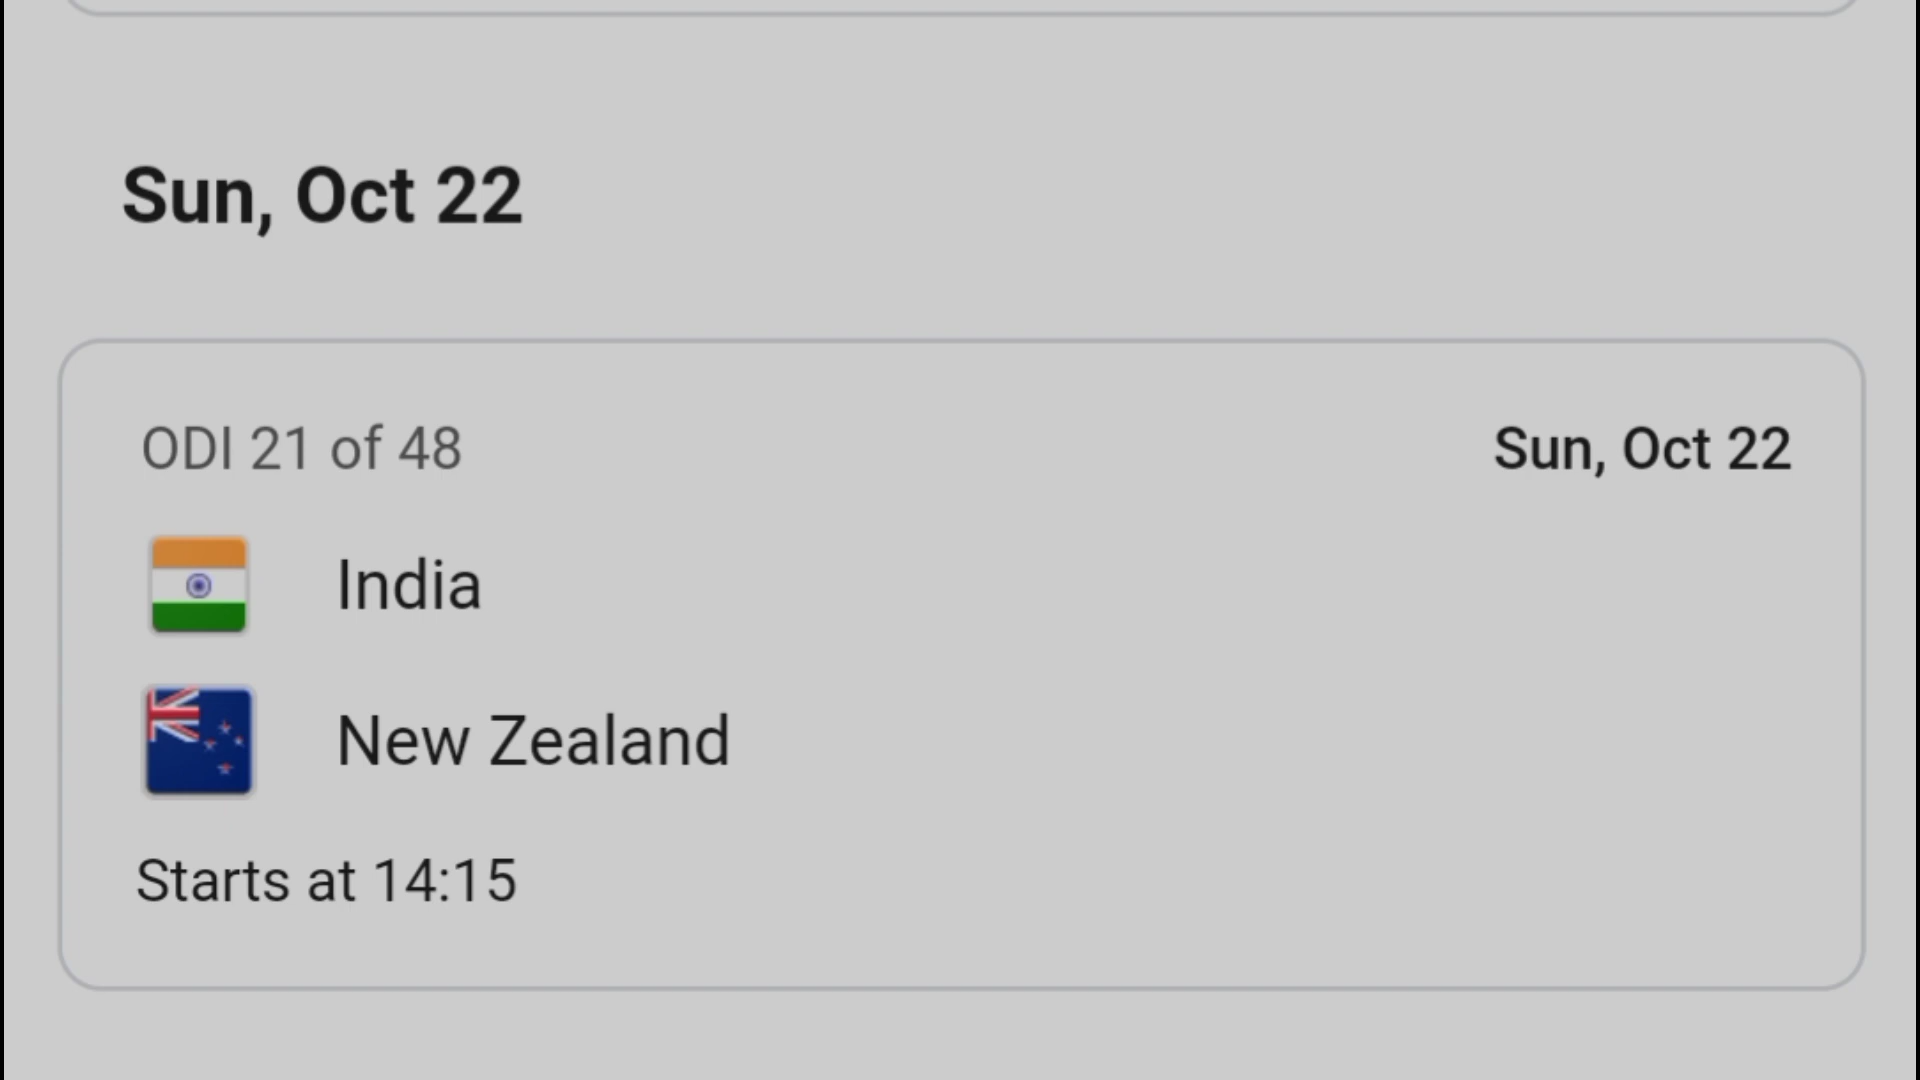 Sun, Oct 22
ODI 21 of 48
Sun, Oct 22
India
New Zealand
Starts at 14:15